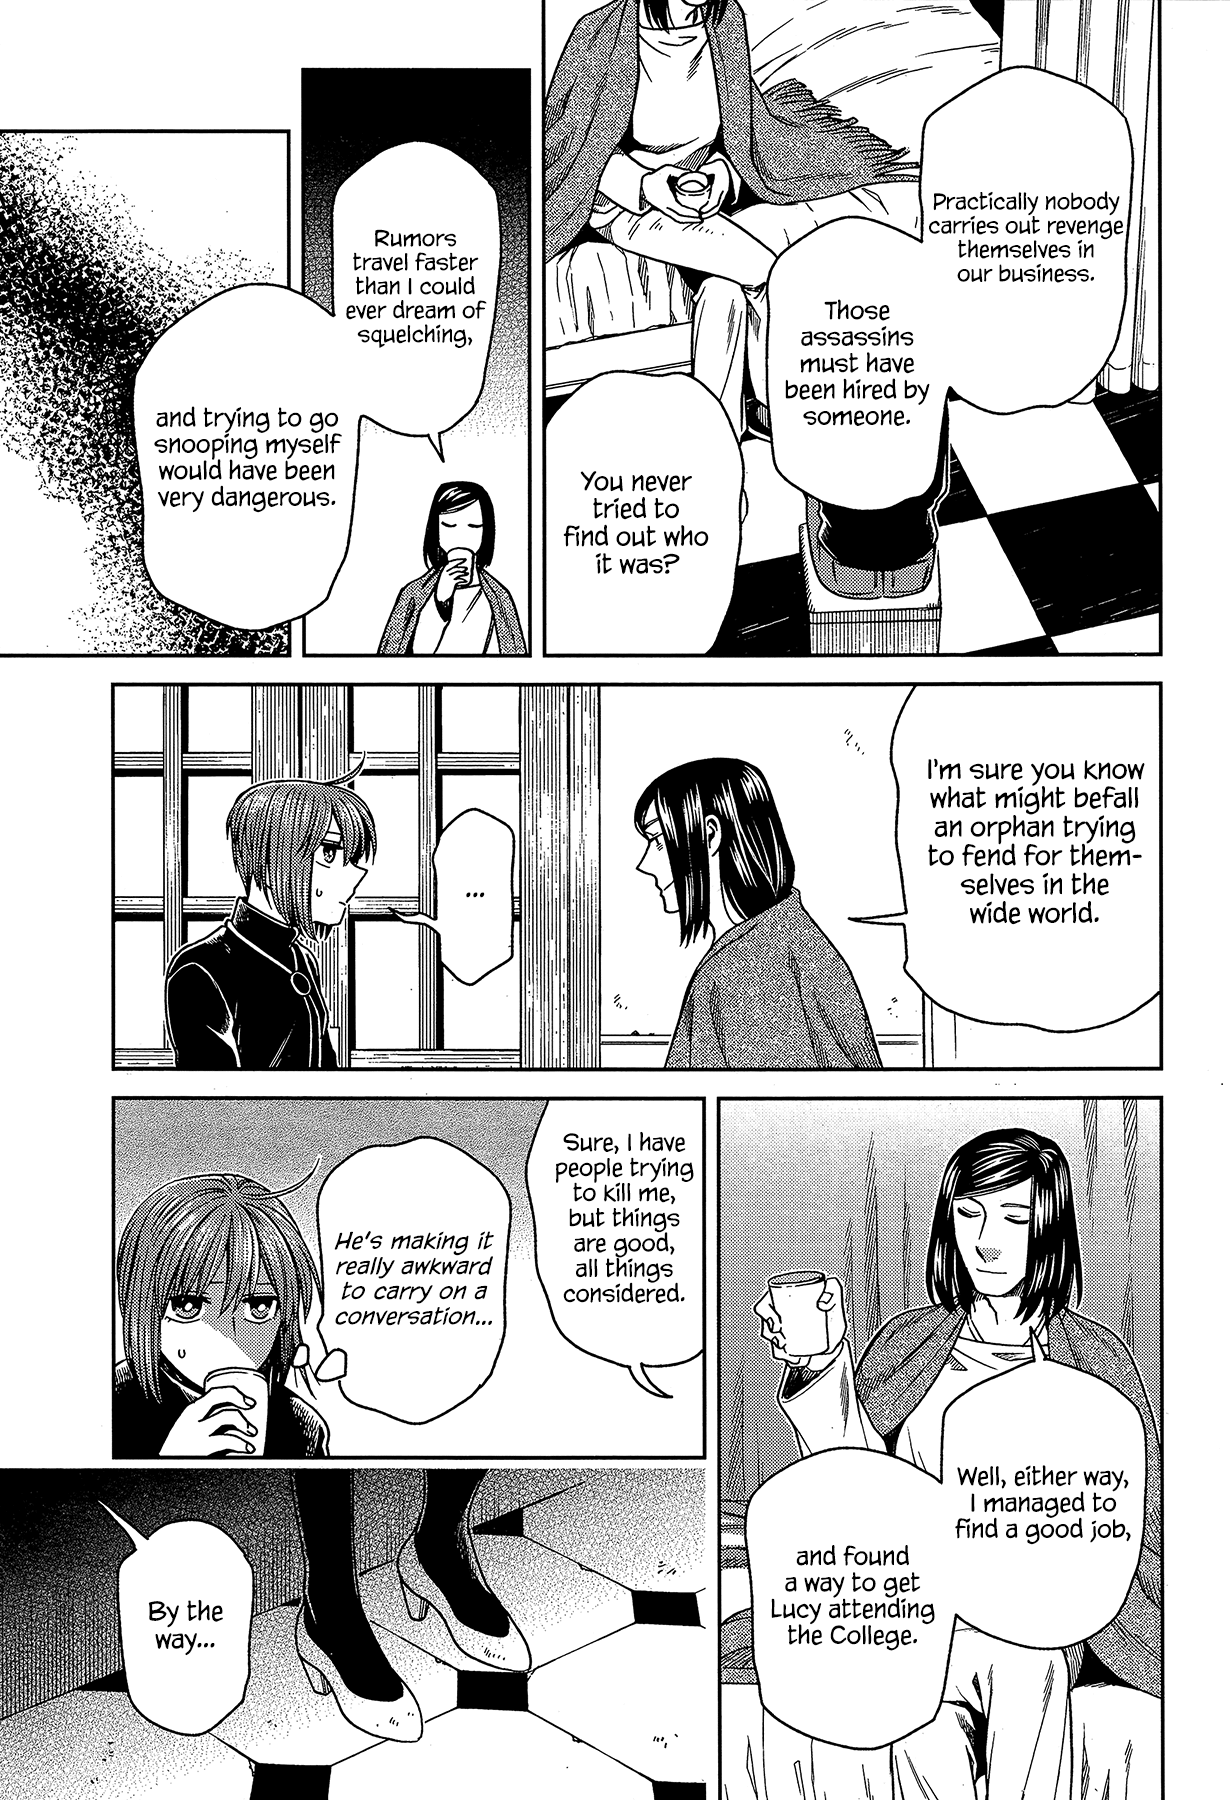 Practically nobody
carries out revenge
themselves in
our business.
Those
assassins
must have
been hired by
someone.
You never
tried to
find out who
it was?
Rumors
travel faster
than I could
ever dream of
squelching,
and trying to go
snooping myself
would have been
very dangerous.
I'm sure you know
what might befall
an orphan trying
to fend for them-
selves in the
wide world.
...
Well, either way,
I managed to
find a good job,
and found
a way to get
Lucy attending
the College.
Sure, I have
people trying
to kill me,
but things
are good,
all things
considered.
He's making it
really awkward
to carry on a
conversation...
By the
way...